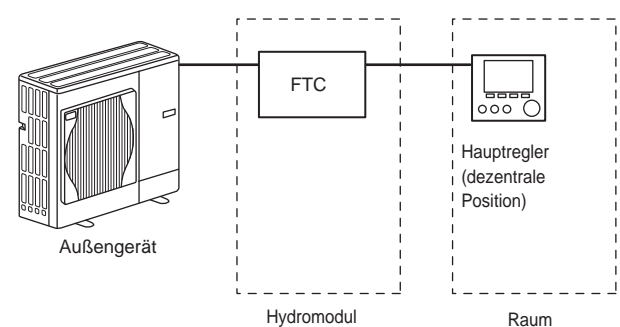 FTC
Hauptregler
(dezentrale
Position)
Außengerät
Hydromodul
Raum